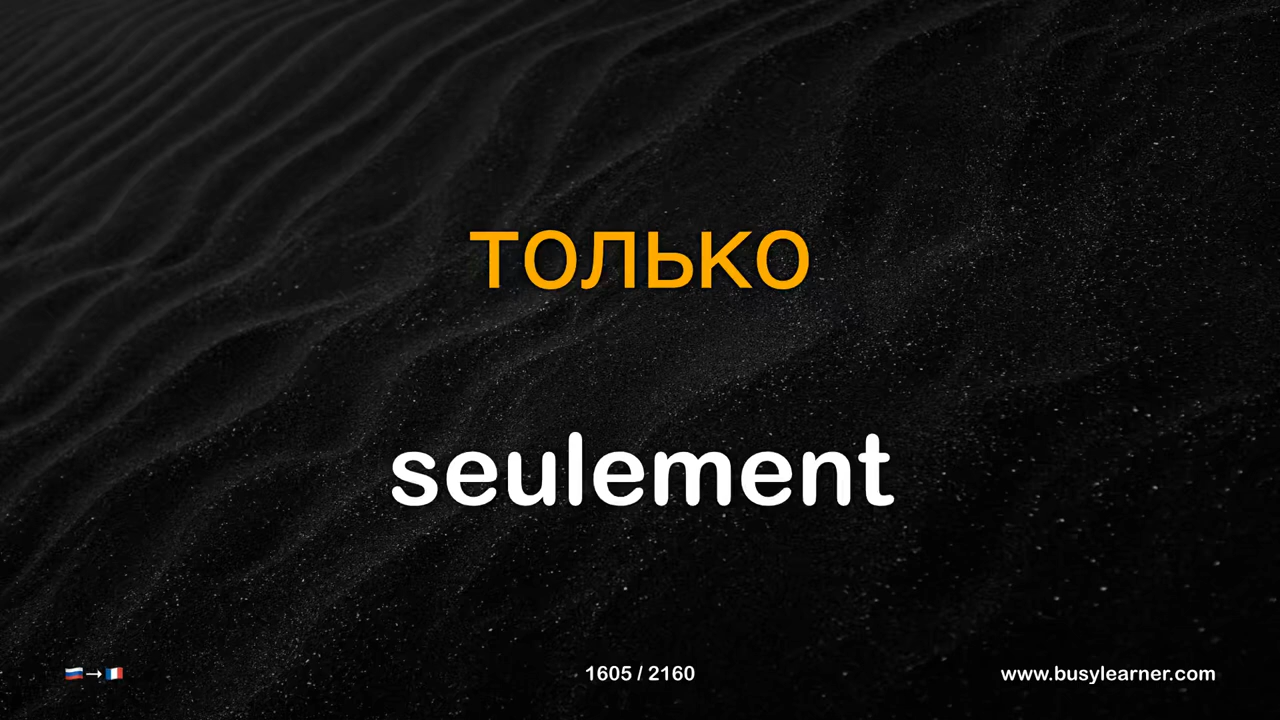 только
seulement
🇷🇺→🇫🇷
1605 / 2160
www.busylearner.com